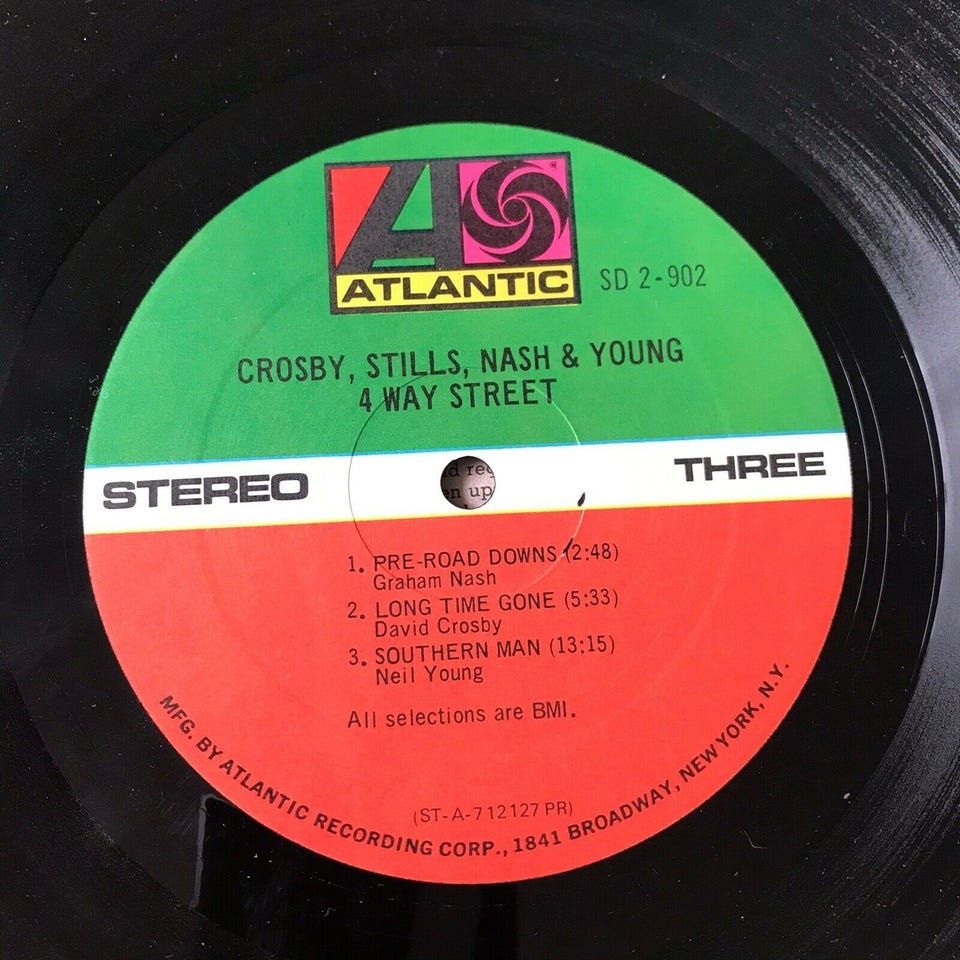 ATLANTIC
SD 2-902
CROSBY, STILLS, NASH & YOUNG
4 WAY STREET
STEREO
THREE
1. PRE-ROAD DOWNS (2:48)
Graham Nash
2. LONG TIME GONE (5:33)
David Crosby
3. SOUTHERN MAN (13:15)
Neil Young
All selections are BMI.
(ST-A-712127 PR)
MFG. BY ATLANTIC RECORDING CORP., 1841 BROADWAY, NEW YORK, N.Y.